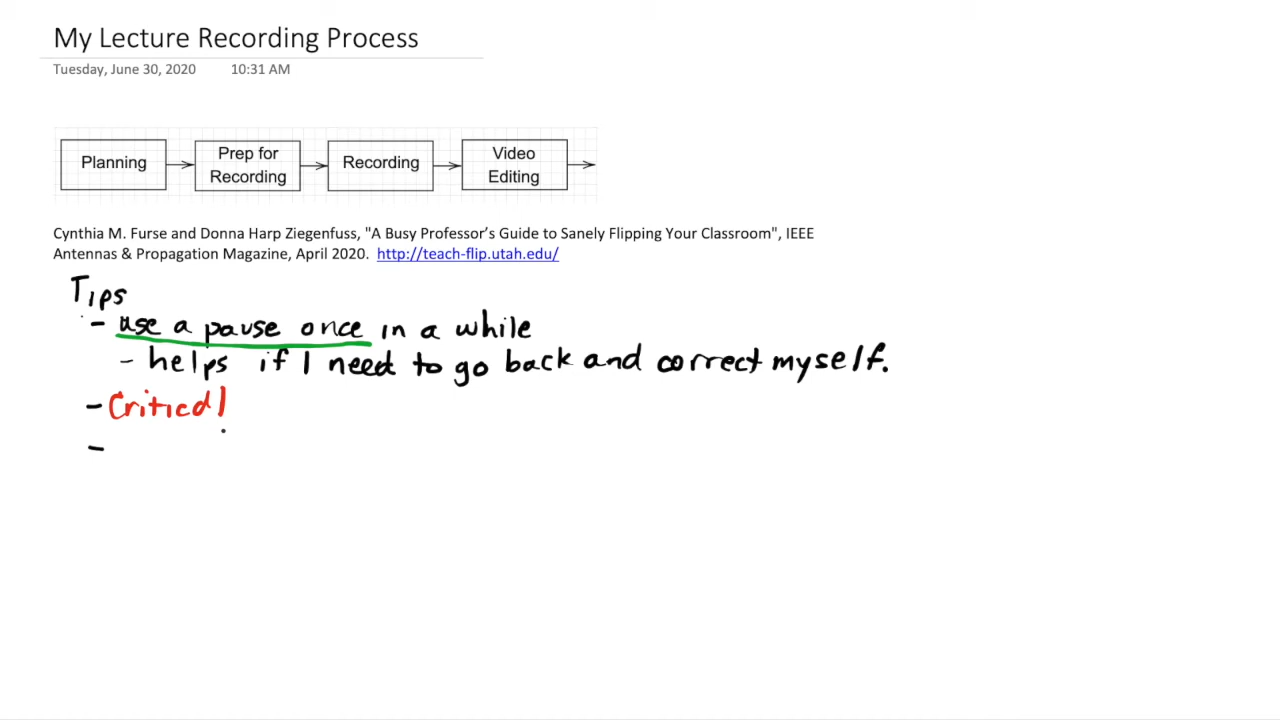 My Lecture Recording Process
Tuesday, June 30, 2020 10:31 AM
Planning
Prep for
Recording
Recording
Video
Editing
Cynthia M. Furse and Donna Harp Ziegenfuss, "A Busy Professor's Guide to Sanely Flipping Your Classroom", IEEE
Antennas & Propagation Magazine, April 2020. http://teach-flip.utah.edu/
Tips
- use a pause once in a while
- helps if I need to go back and correct myself.
- Critical!
-